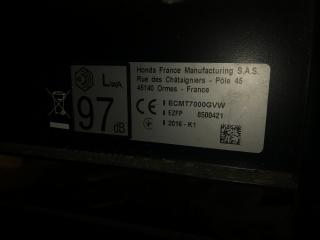 LWA
97 dB
Honda France Manufacturing S.A.S.
Rue des Châtaigniers - Pôle 45
45140 Ormes - France
CE ECMT7000GVW
EZFP 8500421
2016 - K1